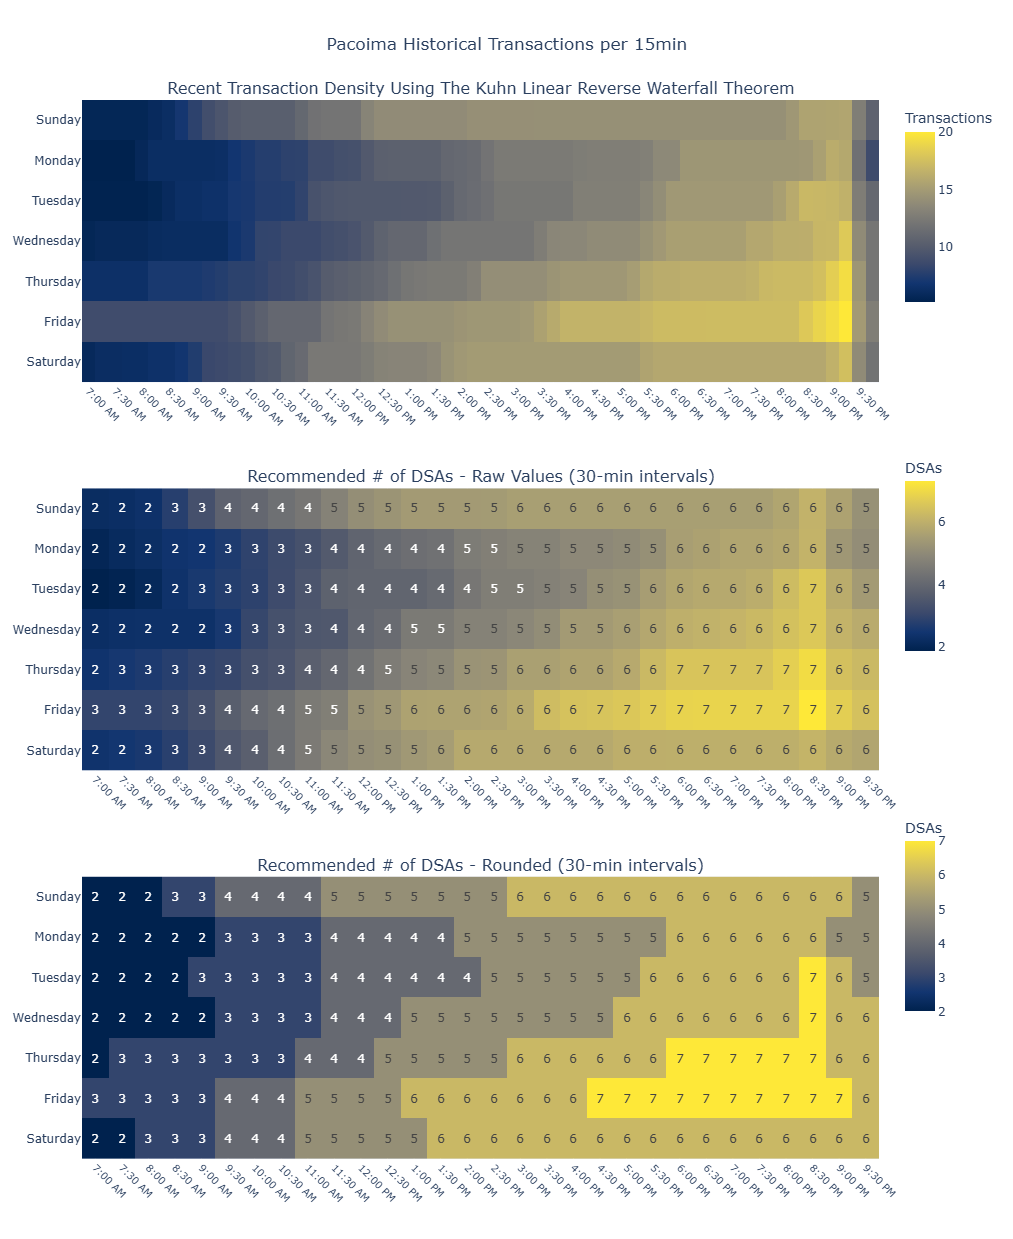 Pacoima Historical Transactions per 15min
Recent Transaction Density Using The Kuhn Linear Reverse Waterfall Theorem
Sunday
Monday
Tuesday
Wednesday
Thursday
Friday
Saturday
7:00 AM 7:30 AM 8:00 AM 8:30 AM 9:00 AM 9:30 AM 10:00 AM 10:30 AM 11:00 AM 11:30 AM 12:00 PM 12:30 PM 1:00 PM 1:30 PM 2:00 PM 2:30 PM 3:00 PM 3:30 PM 4:00 PM 4:30 PM 5:00 PM 5:30 PM 6:00 PM 6:30 PM 7:00 PM 7:30 PM 8:00 PM 8:30 PM 9:00 PM 9:30 PM
Transactions
20
15
10
Recommended # of DSAs - Raw Values (30-min intervals)
Sunday 2 2 2 3 3 4 4 4 4 5 5 5 5 5 5 5 6 6 6 6 6 6 6 6 6 6 6 6 6 5
Monday 2 2 2 2 2 3 3 3 3 4 4 4 4 4 5 5 5 5 5 5 5 5 6 6 6 6 6 6 5 5
Tuesday 2 2 2 2 3 3 3 3 3 4 4 4 4 4 4 5 5 5 5 5 5 6 6 6 6 6 6 7 6 5
Wednesday 2 2 2 2 2 3 3 3 3 4 4 4 5 5 5 5 5 5 5 5 6 6 6 6 6 6 6 7 6 6
Thursday 2 3 3 3 3 3 3 3 4 4 4 5 5 5 5 5 6 6 6 6 6 6 7 7 7 7 7 7 6 6
Friday 3 3 3 3 3 4 4 4 5 5 5 5 6 6 6 6 6 6 6 7 7 7 7 7 7 7 7 7 7 6
Saturday 2 2 3 3 3 4 4 4 5 5 5 5 5 6 6 6 6 6 6 6 6 6 6 6 6 6 6 6 6 6
7:00 AM 7:30 AM 8:00 AM 8:30 AM 9:00 AM 9:30 AM 10:00 AM 10:30 AM 11:00 AM 11:30 AM 12:00 PM 12:30 PM 1:00 PM 1:30 PM 2:00 PM 2:30 PM 3:00 PM 3:30 PM 4:00 PM 4:30 PM 5:00 PM 5:30 PM 6:00 PM 6:30 PM 7:00 PM 7:30 PM 8:00 PM 8:30 PM 9:00 PM 9:30 PM
DSAs
6
4
2
Recommended # of DSAs - Rounded (30-min intervals)
Sunday 2 2 2 3 3 4 4 4 4 5 5 5 5 5 5 5 6 6 6 6 6 6 6 6 6 6 6 6 6 5
Monday 2 2 2 2 2 3 3 3 3 4 4 4 4 4 5 5 5 5 5 5 5 5 6 6 6 6 6 6 5 5
Tuesday 2 2 2 2 3 3 3 3 3 4 4 4 4 4 4 5 5 5 5 5 5 6 6 6 6 6 6 7 6 5
Wednesday 2 2 2 2 2 3 3 3 3 4 4 4 5 5 5 5 5 5 5 5 6 6 6 6 6 6 6 7 6 6
Thursday 2 3 3 3 3 3 3 3 4 4 4 5 5 5 5 5 6 6 6 6 6 6 7 7 7 7 7 7 6 6
Friday 3 3 3 3 3 4 4 4 5 5 5 5 6 6 6 6 6 6 6 7 7 7 7 7 7 7 7 7 7 6
Saturday 2 2 3 3 3 4 4 4 5 5 5 5 5 6 6 6 6 6 6 6 6 6 6 6 6 6 6 6 6 6
7:00 AM 7:30 AM 8:00 AM 8:30 AM 9:00 AM 9:30 AM 10:00 AM 10:30 AM 11:00 AM 11:30 AM 12:00 PM 12:30 PM 1:00 PM 1:30 PM 2:00 PM 2:30 PM 3:00 PM 3:30 PM 4:00 PM 4:30 PM 5:00 PM 5:30 PM 6:00 PM 6:30 PM 7:00 PM 7:30 PM 8:00 PM 8:30 PM 9:00 PM 9:30 PM
DSAs
7
6
5
4
3
2